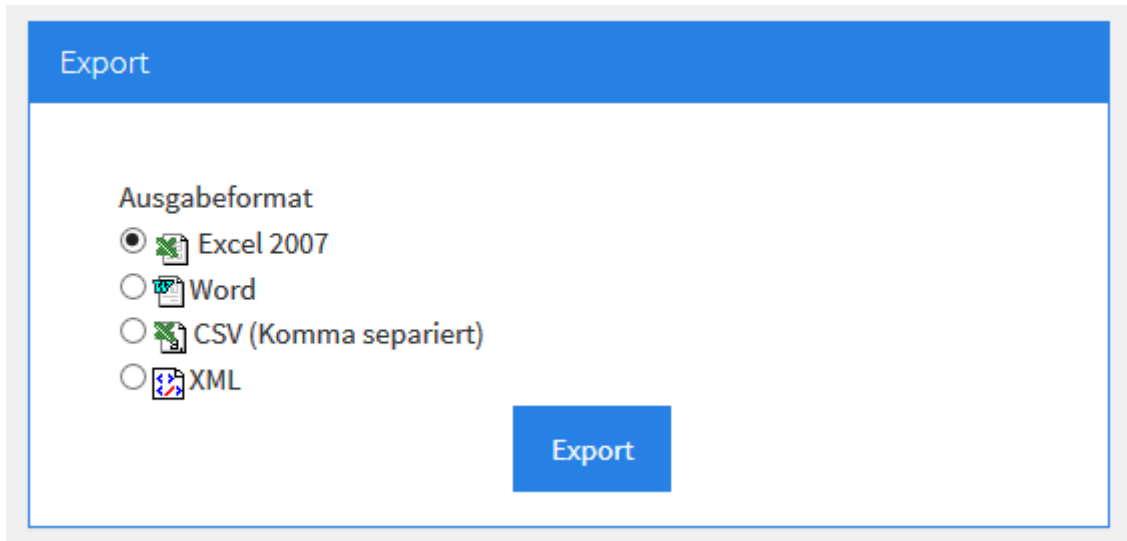 Export
Ausgabeformat
Excel 2007
Word
CSV (Komma separiert)
XML
Export